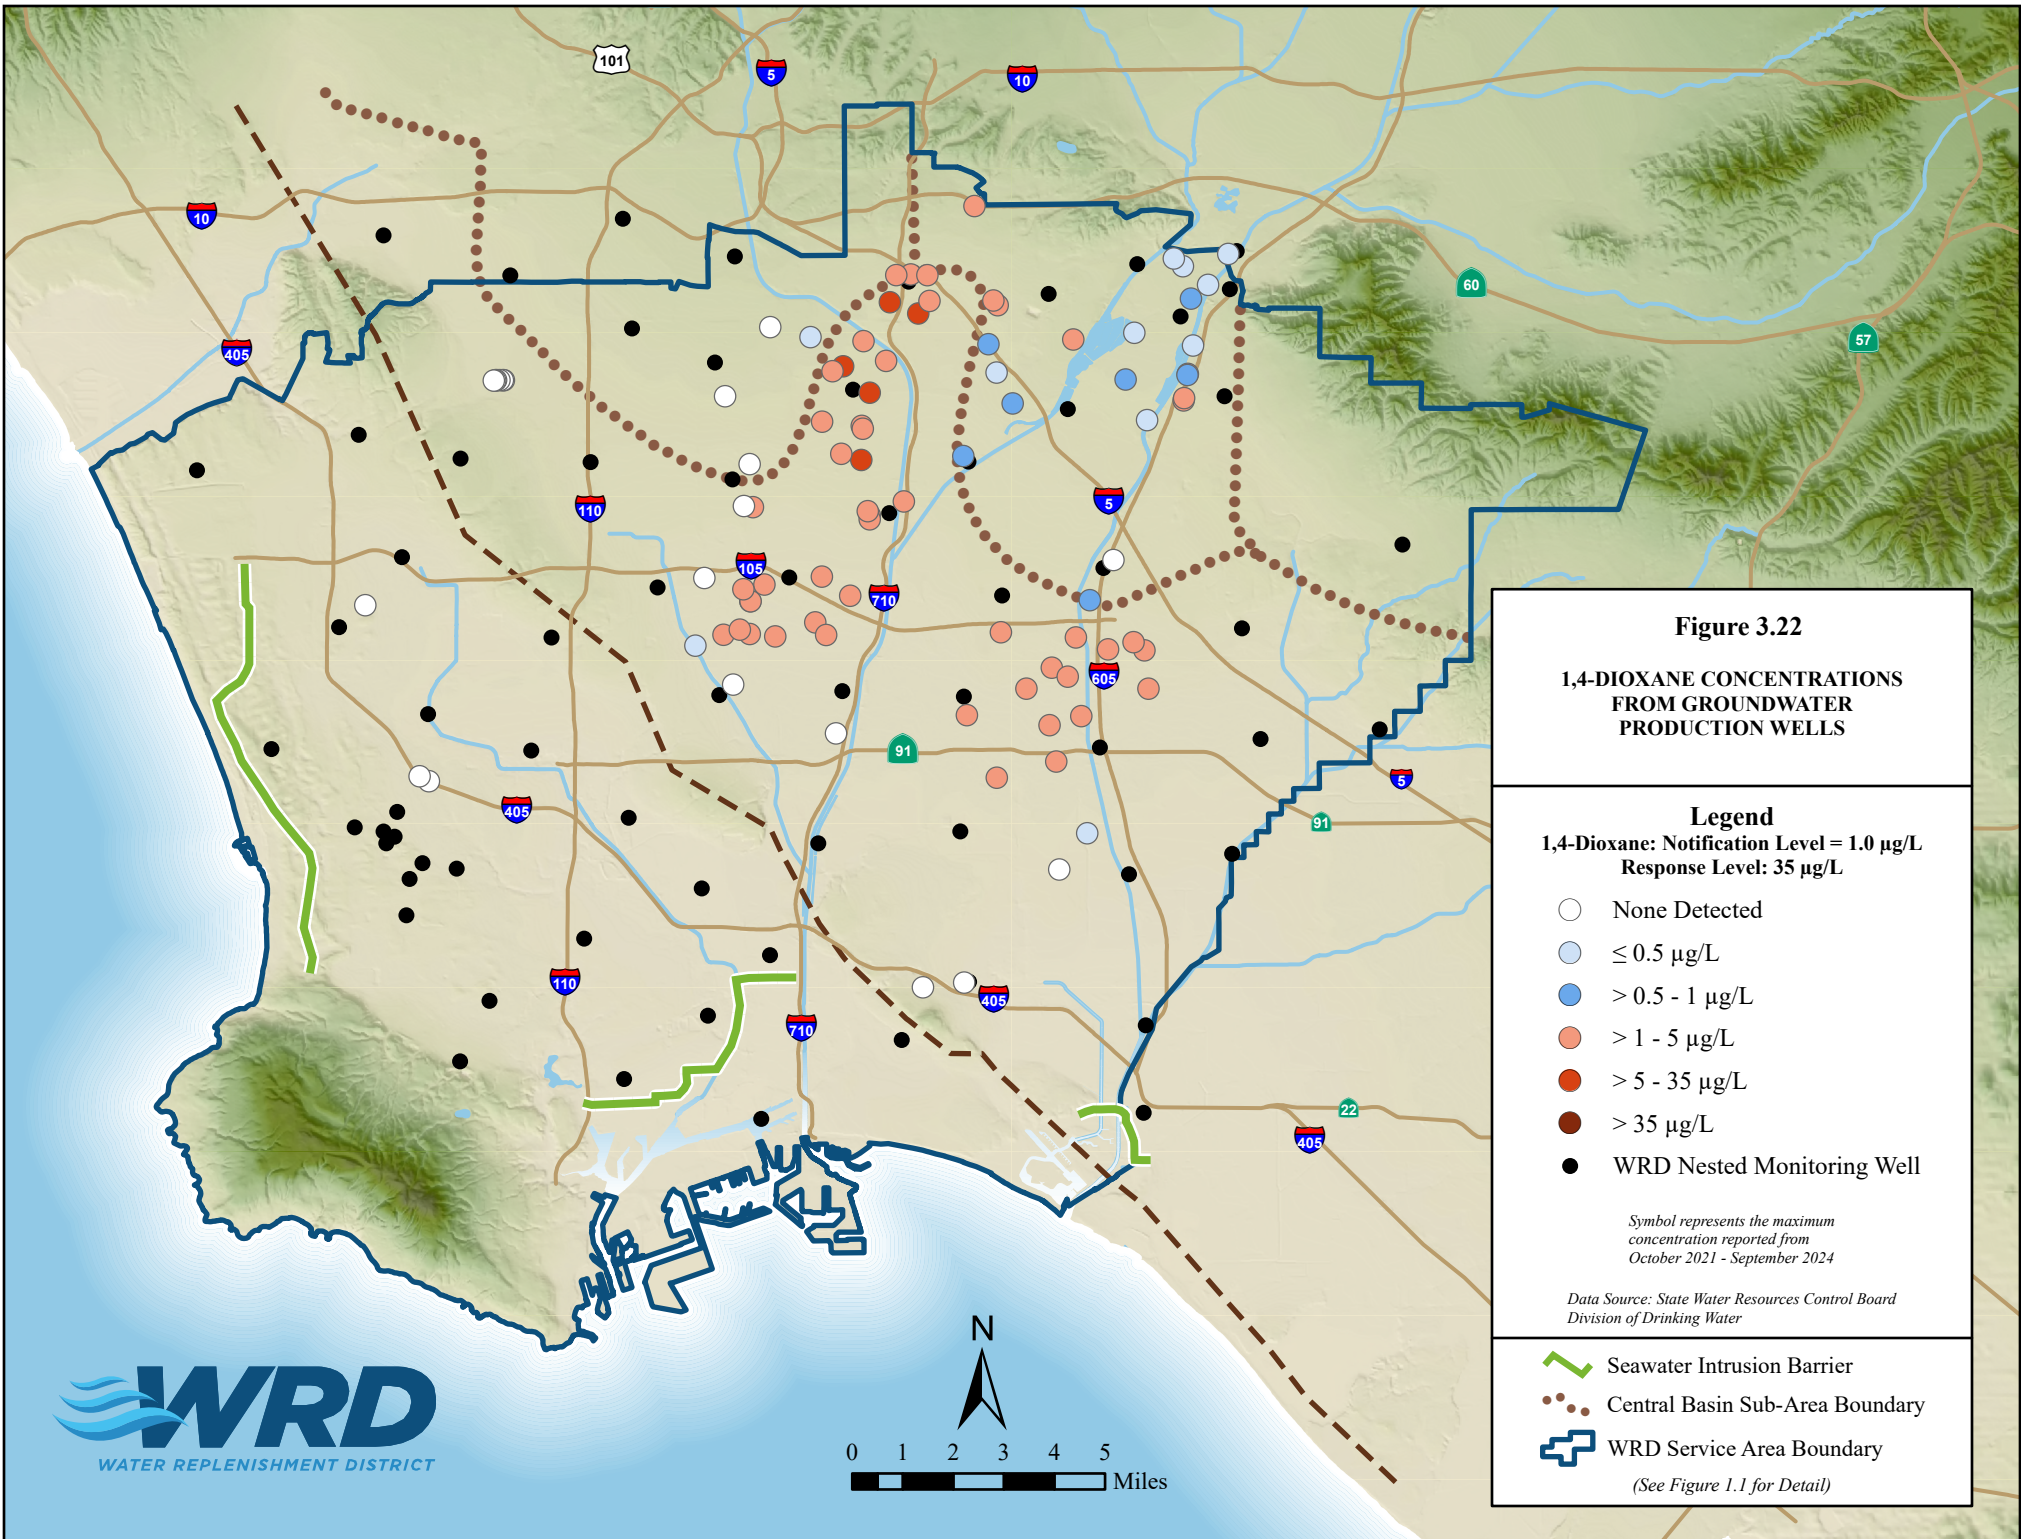 101
5
10
10
405
60
57
110
5
105
710
605
91
405
5
91
110
405
710
22
405
Figure 3.22
1,4-DIOXANE CONCENTRATIONS
FROM GROUNDWATER
PRODUCTION WELLS
Legend
1,4-Dioxane: Notification Level = 1.0 µg/L
Response Level: 35 µg/L
None Detected
≤ 0.5 µg/L
> 0.5 - 1 µg/L
> 1 - 5 µg/L
> 5 - 35 µg/L
> 35 µg/L
WRD Nested Monitoring Well
Symbol represents the maximum
concentration reported from
October 2021 - September 2024
Data Source: State Water Resources Control Board
Division of Drinking Water
Seawater Intrusion Barrier
Central Basin Sub-Area Boundary
WRD Service Area Boundary
(See Figure 1.1 for Detail)
WRD
WATER REPLENISHMENT DISTRICT
N
0 1 2 3 4 5
Miles